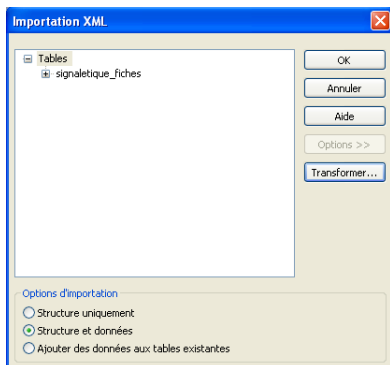 Importation XML
Tables
signaletique_fiches
OK
Annuler
Aide
Options >>
Transformer...
Options d'importation
Structure uniquement
Structure et données
Ajouter des données aux tables existantes